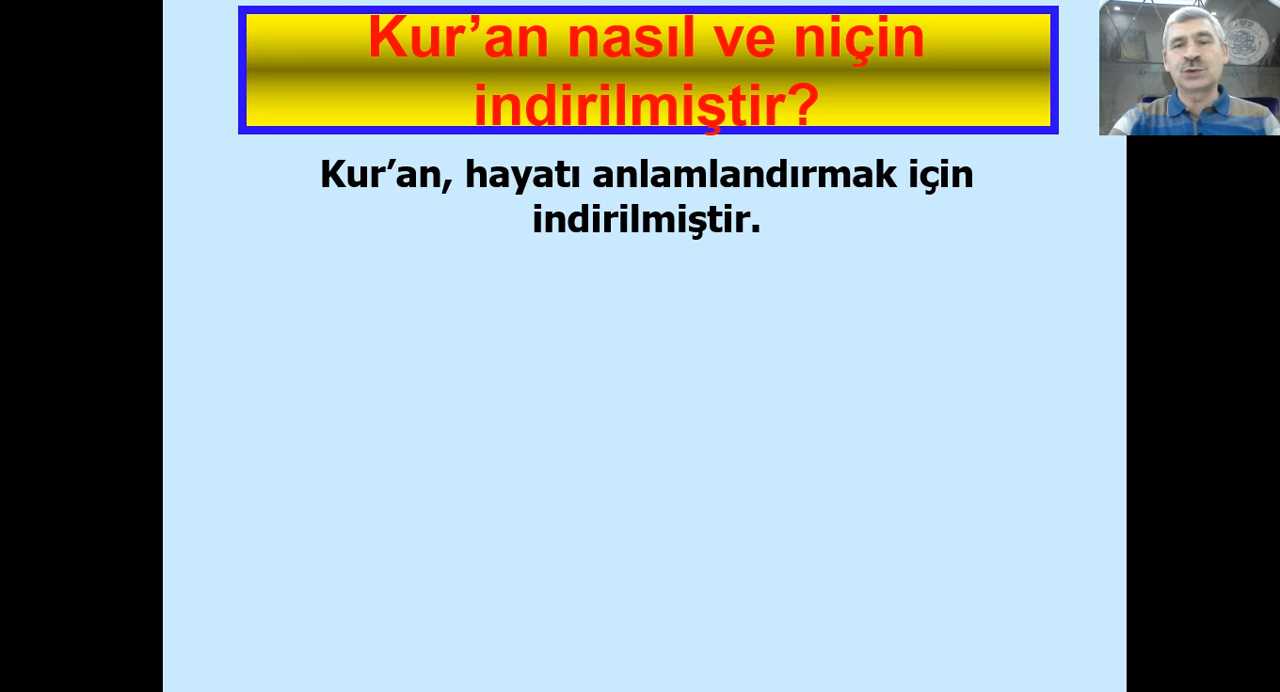 Kur’an nasıl ve niçin
indirilmiştir?
Kur’an, hayatı anlamlandırmak için
indirilmiştir.